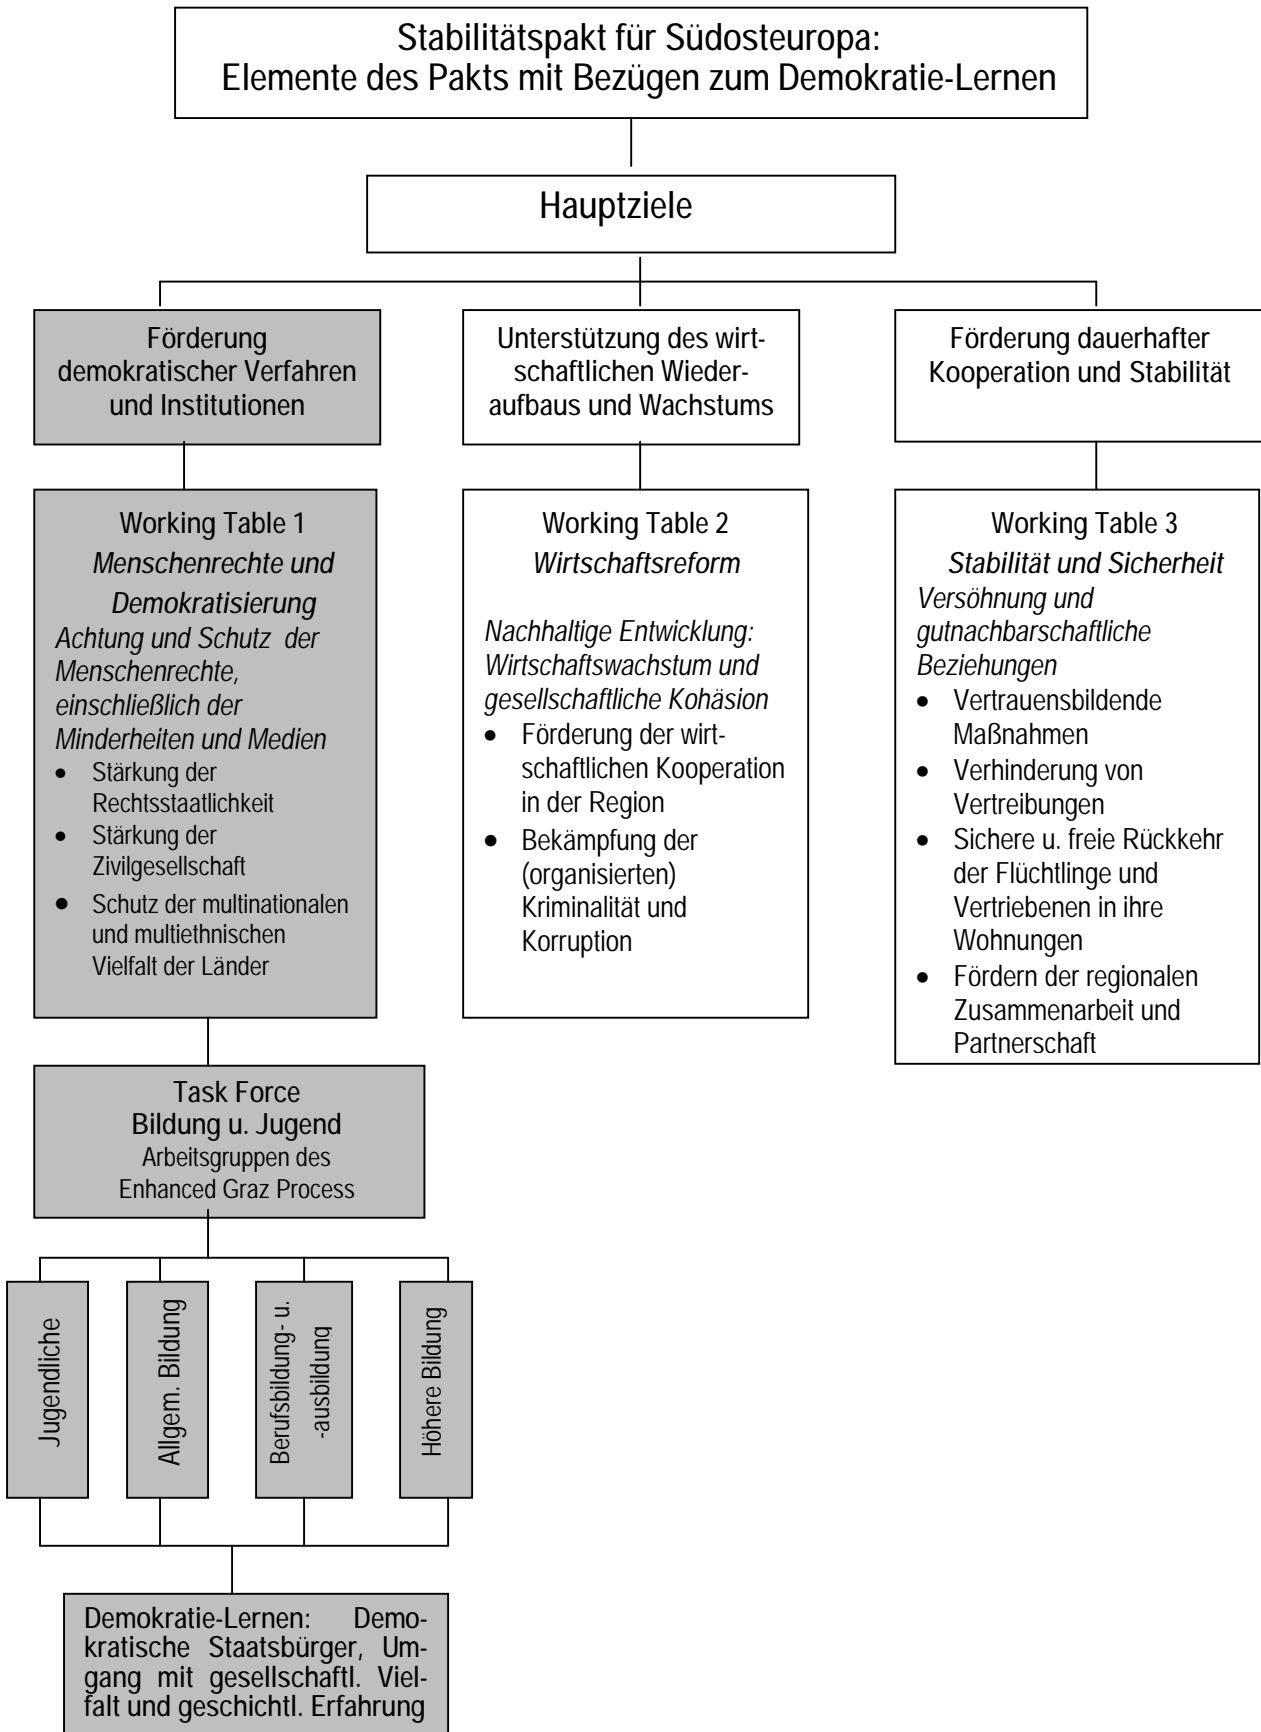 Stabilitätspakt für Südosteuropa:
Elemente des Pakts mit Bezügen zum Demokratie-Lernen
Hauptziele
Förderung
demokratischer Verfahren
und Institutionen
Unterstützung des wirt-
schaftlichen Wieder-
aufbaus und Wachstums
Förderung dauerhafter
Kooperation und Stabilität
Working Table 1
Menschenrechte und
Demokratisierung
Achtung und Schutz der
Menschenrechte,
einschließlich der
Minderheiten und Medien
• Stärkung der
Rechtsstaatlichkeit
• Stärkung der
Zivilgesellschaft
• Schutz der multinationalen
und multiethnischen
Vielfalt der Länder
Working Table 2
Wirtschaftsreform
Nachhaltige Entwicklung:
Wirtschaftswachstum und
gesellschaftliche Kohäsion
• Förderung der wirt-
schaftlichen Kooperation
in der Region
• Bekämpfung der
(organisierten)
Kriminalität und
Korruption
Working Table 3
Stabilität und Sicherheit
Versöhnung und
gutnachbarschaftliche
Beziehungen
• Vertrauensbildende
Maßnahmen
• Verhinderung von
Vertreibungen
• Sichere u. freie Rückkehr
der Flüchtlinge und
Vertriebenen in ihre
Wohnungen
• Fördern der regionalen
Zusammenarbeit und
Partnerschaft
Task Force
Bildung u. Jugend
Arbeitsgruppen des
Enhanced Graz Process
Jugendliche
Allgem. Bildung
Berufsbildung- u.
-ausbildung
Höhere Bildung
Demokratie-Lernen: Demo-
kratische Staatsbürger, Um-
gang mit gesellschaftl. Viel-
falt und geschichtl. Erfahrung